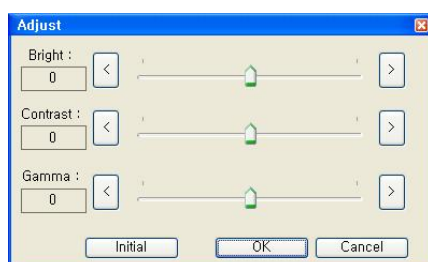 Adjust
Bright :
0
<
>
Contrast :
0
<
>
Gamma :
0
<
>
Initial
OK
Cancel